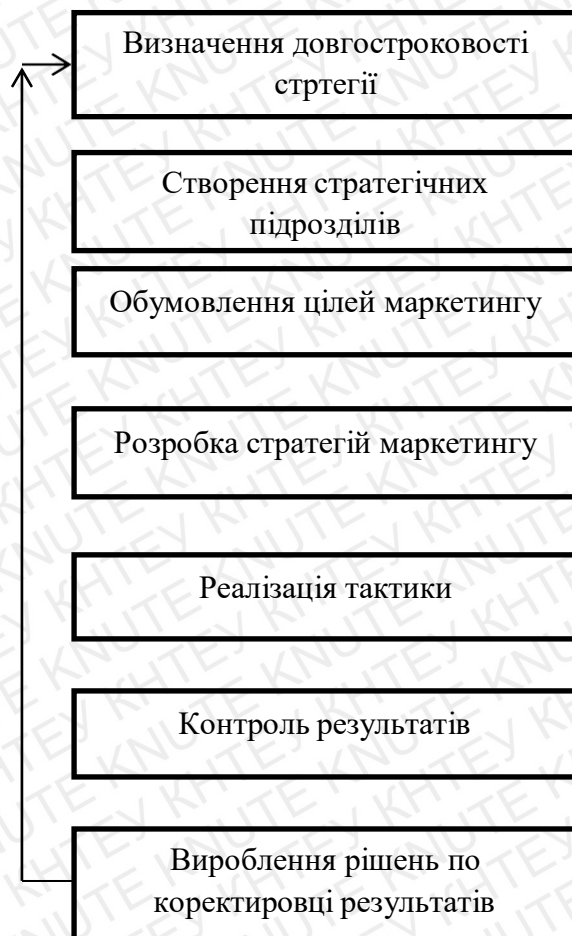 Визначення довгостроковості
стртегії
Створення стратегічних
підрозділів
Обумовлення цілей маркетингу
Розробка стратегій маркетингу
Реалізація тактики
Контроль результатів
Вироблення рішень по
коректировці результатів